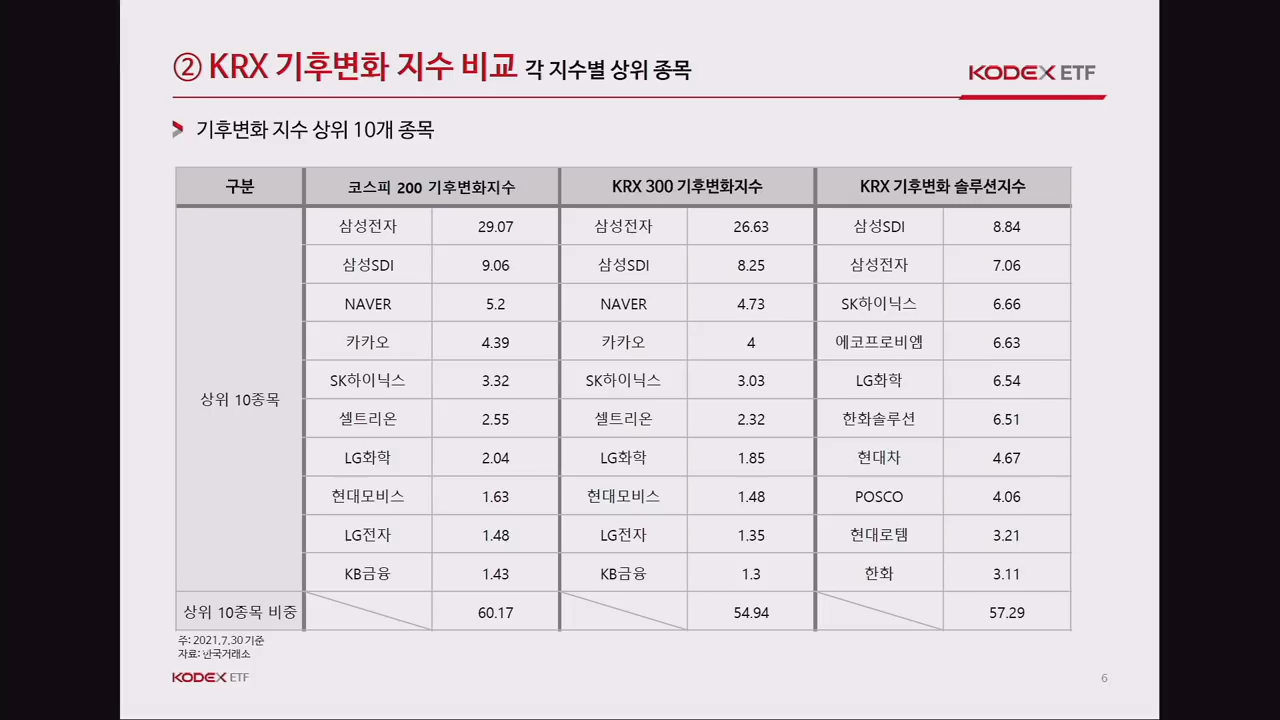 ② KRX 기후변화 지수 비교 각 지수별 상위 종목
KODEX ETF
기후변화 지수 상위 10개 종목
구분 코스피 200 기후변화지수 KRX 300 기후변화지수 KRX 기후변화 솔루션지수
삼성전자 29.07 삼성전자 26.63 삼성SDI 8.84
삼성SDI 9.06 삼성SDI 8.25 삼성전자 7.06
NAVER 5.2 NAVER 4.73 SK하이닉스 6.66
카카오 4.39 카카오 4 에코프로비엠 6.63
SK하이닉스 3.32 SK하이닉스 3.03 LG화학 6.54
상위 10종목
셀트리온 2.55 셀트리온 2.32 한화솔루션 6.51
LG화학 2.04 LG화학 1.85 현대차 4.67
현대모비스 1.63 현대모비스 1.48 POSCO 4.06
LG전자 1.48 LG전자 1.35 현대로템 3.21
KB금융 1.43 KB금융 1.3 한화 3.11
상위 10종목 비중 60.17 54.94 57.29
주: 2021.7.30 기준
자료: 한국거래소
KODEX ETF
6